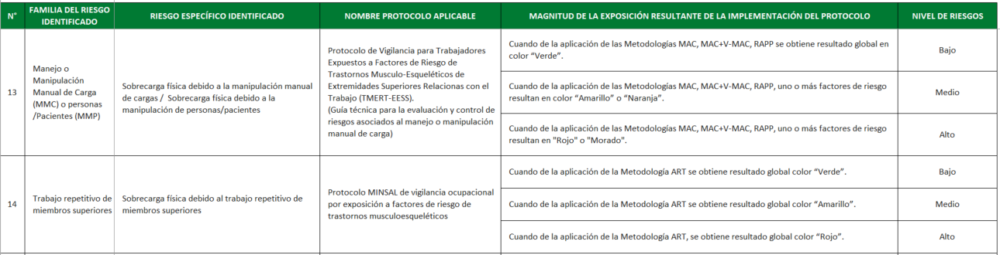 N°
FAMILIA DEL RIESGO
IDENTIFICADO
RIESGO ESPECÍFICO IDENTIFICADO
NOMBRE PROTOCOLO APLICABLE
MAGNITUD DE LA EXPOSICIÓN RESULTANTE DE LA IMPLEMENTACIÓN DEL PROTOCOLO
NIVEL DE RIESGOS
13
Manejo o
Manipulación
Manual de Carga
(MMC) o personas
/Pacientes (MMP)
Sobrecarga física debido a la manipulación manual
de cargas / Sobrecarga física debido a la
manipulación de personas/pacientes
Protocolo de Vigilancia para Trabajadores
Expuestos a Factores de Riesgo de
Trastornos Musculo-Esqueléticos de
Extremidades Superiores Relacionas con el
Trabajo (TMERT-EESS).
(Guía técnica para la evaluación y control de
riesgos asociados al manejo o manipulación
manual de carga)
Cuando de la aplicación de las Metodologías MAC, MAC+V-MAC, RAPP se obtiene resultado global en
color “Verde”.
Bajo
Cuando de la aplicación de las Metodologías MAC, MAC+V-MAC, RAPP, uno o más factores de riesgo
resultan en color “Amarillo” o “Naranja”.
Medio
Cuando de la aplicación de las Metodologías MAC, MAC+V-MAC, RAPP, uno o más factores de riesgo
resultan en "Rojo" o "Morado".
Alto
14
Trabajo repetitivo de
miembros superiores
Sobrecarga física debido al trabajo repetitivo de
miembros superiores
Protocolo MINSAL de vigilancia ocupacional
por exposición a factores de riesgo de
trastornos musculoesqueléticos
Cuando de la aplicación de la Metodología ART se obtiene resultado global color “Verde”.
Bajo
Cuando de la aplicación de la Metodología ART se obtiene resultado global color “Amarillo”.
Medio
Cuando de la aplicación de la Metodología ART, se obtiene resultado global color “Rojo”.
Alto